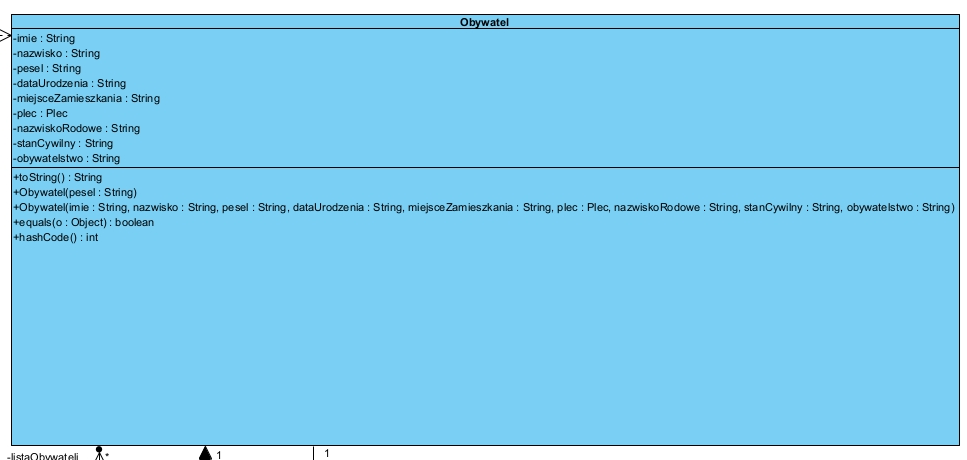 Obywatel
-imie : String
-nazwisko : String
-pesel : String
-dataUrodzenia : String
-miejsceZamieszkania : String
-plec : Plec
-nazwiskoRodowe : String
-stanCywilny : String
-obywatelstwo : String
+toString() : String
+Obywatel(pesel : String)
+Obywatel(imie : String, nazwisko : String, pesel : String, dataUrodzenia : String, miejsceZamieszkania : String, plec : Plec, nazwiskoRodowe : String, stanCywilny : String, obywatelstwo : String)
+equals(o : Object) : boolean
+hashCode() : int
-listaObywateli * 1 1